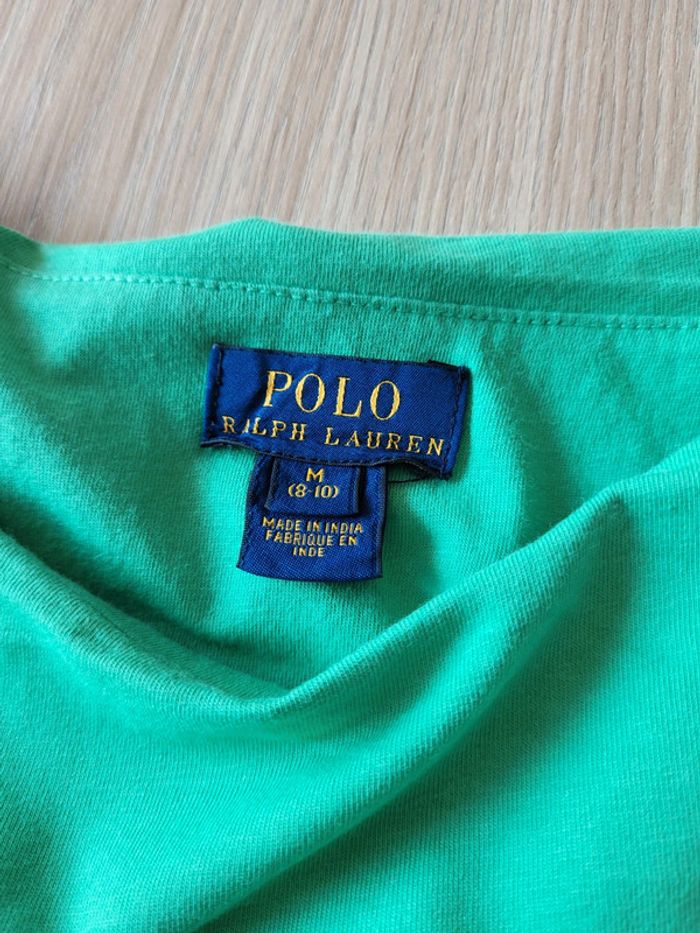 POLO
RALPH LAUREN
M
(8-10)
MADE IN INDIA
FABRIQUE EN
INDE